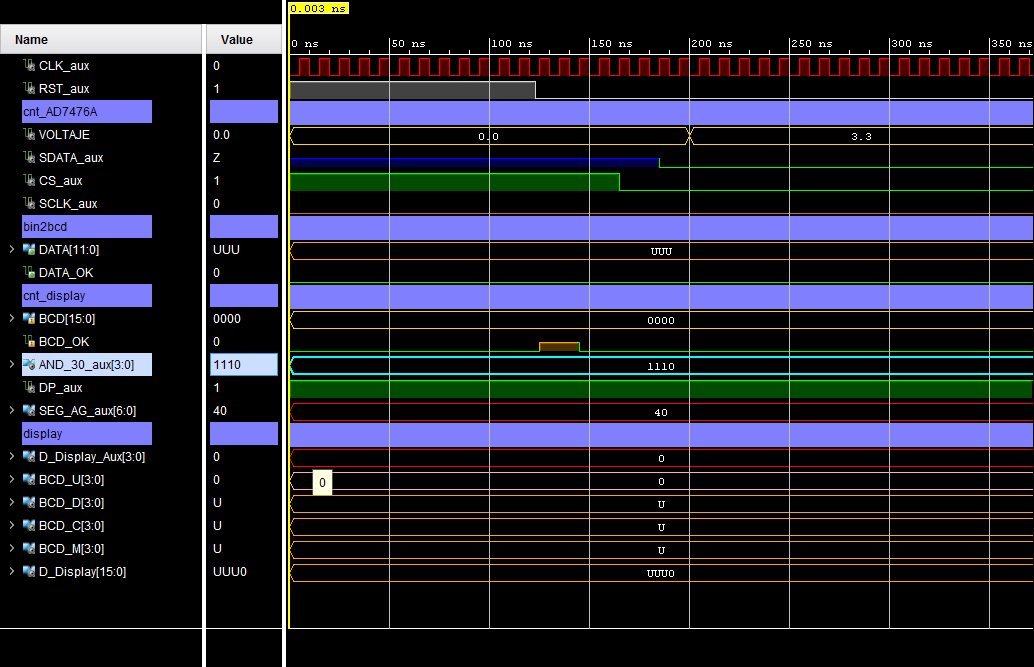 0.003 ns
Name Value 0 ns 50 ns 100 ns 150 ns 200 ns 250 ns 300 ns 350 ns
CLK_aux 0
RST_aux 1
cnt_AD7476A
VOLTAJE 0.0 0.0 3.3
SDATA_aux Z
CS_aux 1
SCLK_aux 0
bin2bcd
DATA[11:0] UUU UUU
DATA_OK 0
cnt_display
BCD[15:0] 0000 0000
BCD_OK 0
AND_30_aux[3:0] 1110 1110
DP_aux 1
SEG_AG_aux[6:0] 40 40
display
D_Display_Aux[3:0] 0 0
BCD_U[3:0] 0 0 0
BCD_D[3:0] U U
BCD_C[3:0] U U
BCD_M[3:0] U U
D_Display[15:0] UUU0 UUU0